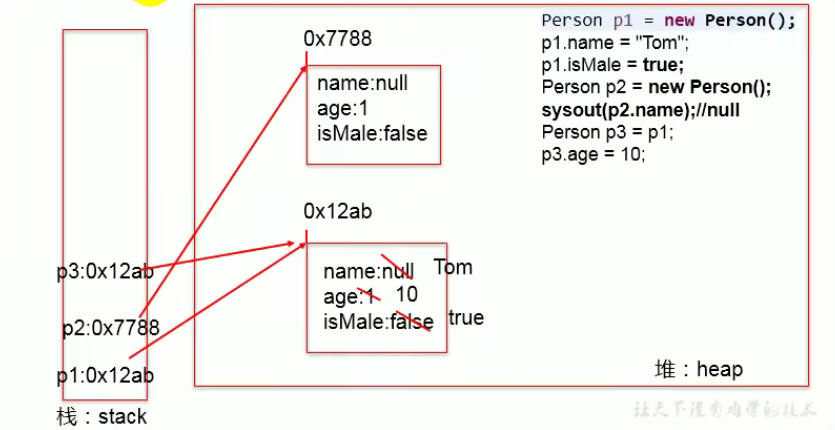 0x7788
name:null
age:1
isMale:false
Person p1 = new Person();
p1.name = "Tom";
p1.isMale = true;
Person p2 = new Person();
sysout(p2.name);//null
Person p3 = p1;
p3.age = 10;
0x12ab
name:null Tom
age:1 10
isMale:false true
p3:0x12ab
p2:0x7788
p1:0x12ab
栈：stack
堆：heap
让天下没有难学的技术